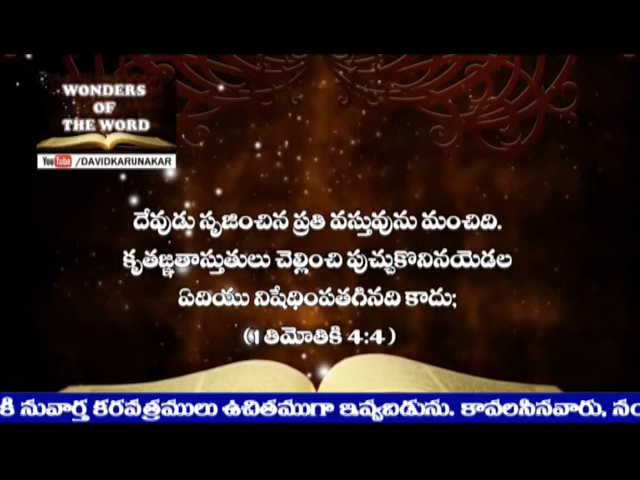 WONDERS
OF
THE WORD
YouTube /DAVIDKARUNAKAR
దేవుడు సృజించిన ప్రతి వస్తువును మంచిది.
కృతజ్ఞతాస్తుతులు చెల్లించి పుచ్చుకొనినయెడల
ఏదియు నిషేధింపతగినది కాదు;
(1 తిమోతికి 4:4)
కి సువార్త కరపత్రములు ఉచితముగా ఇవ్వబడును. కావలసినవారు, సం